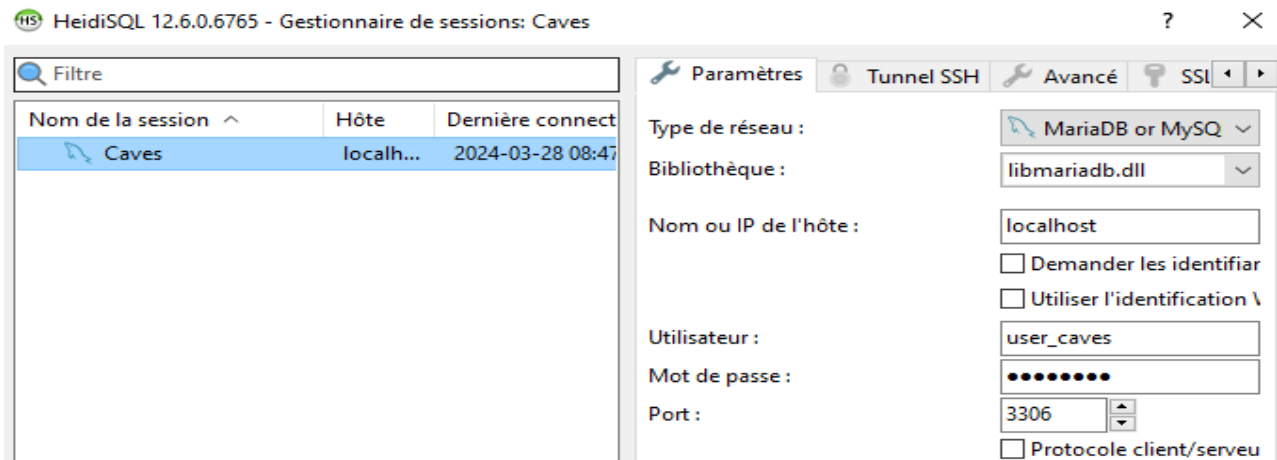 HS HeidiSQL 12.6.0.6765 - Gestionnaire de sessions: Caves ?
Filtre
Nom de la session Hôte Dernière connect
Caves localh... 2024-03-28 08:47
Paramètres Tunnel SSH Avancé SSL
Type de réseau : MariaDB or MySQ
Bibliothèque : libmariadb.dll
Nom ou IP de l'hôte : localhost
Demander les identifiar
Utiliser l'identification
Utilisateur : user_caves
Mot de passe : ●●●●●●●●
Port : 3306
Protocole client/serveu